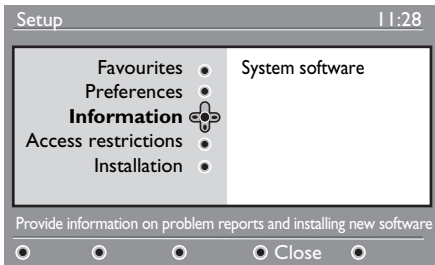 Setup 11:28
Favourites
Preferences
Information
Access restrictions
Installation
System software
Provide information on problem reports and installing new software
Close